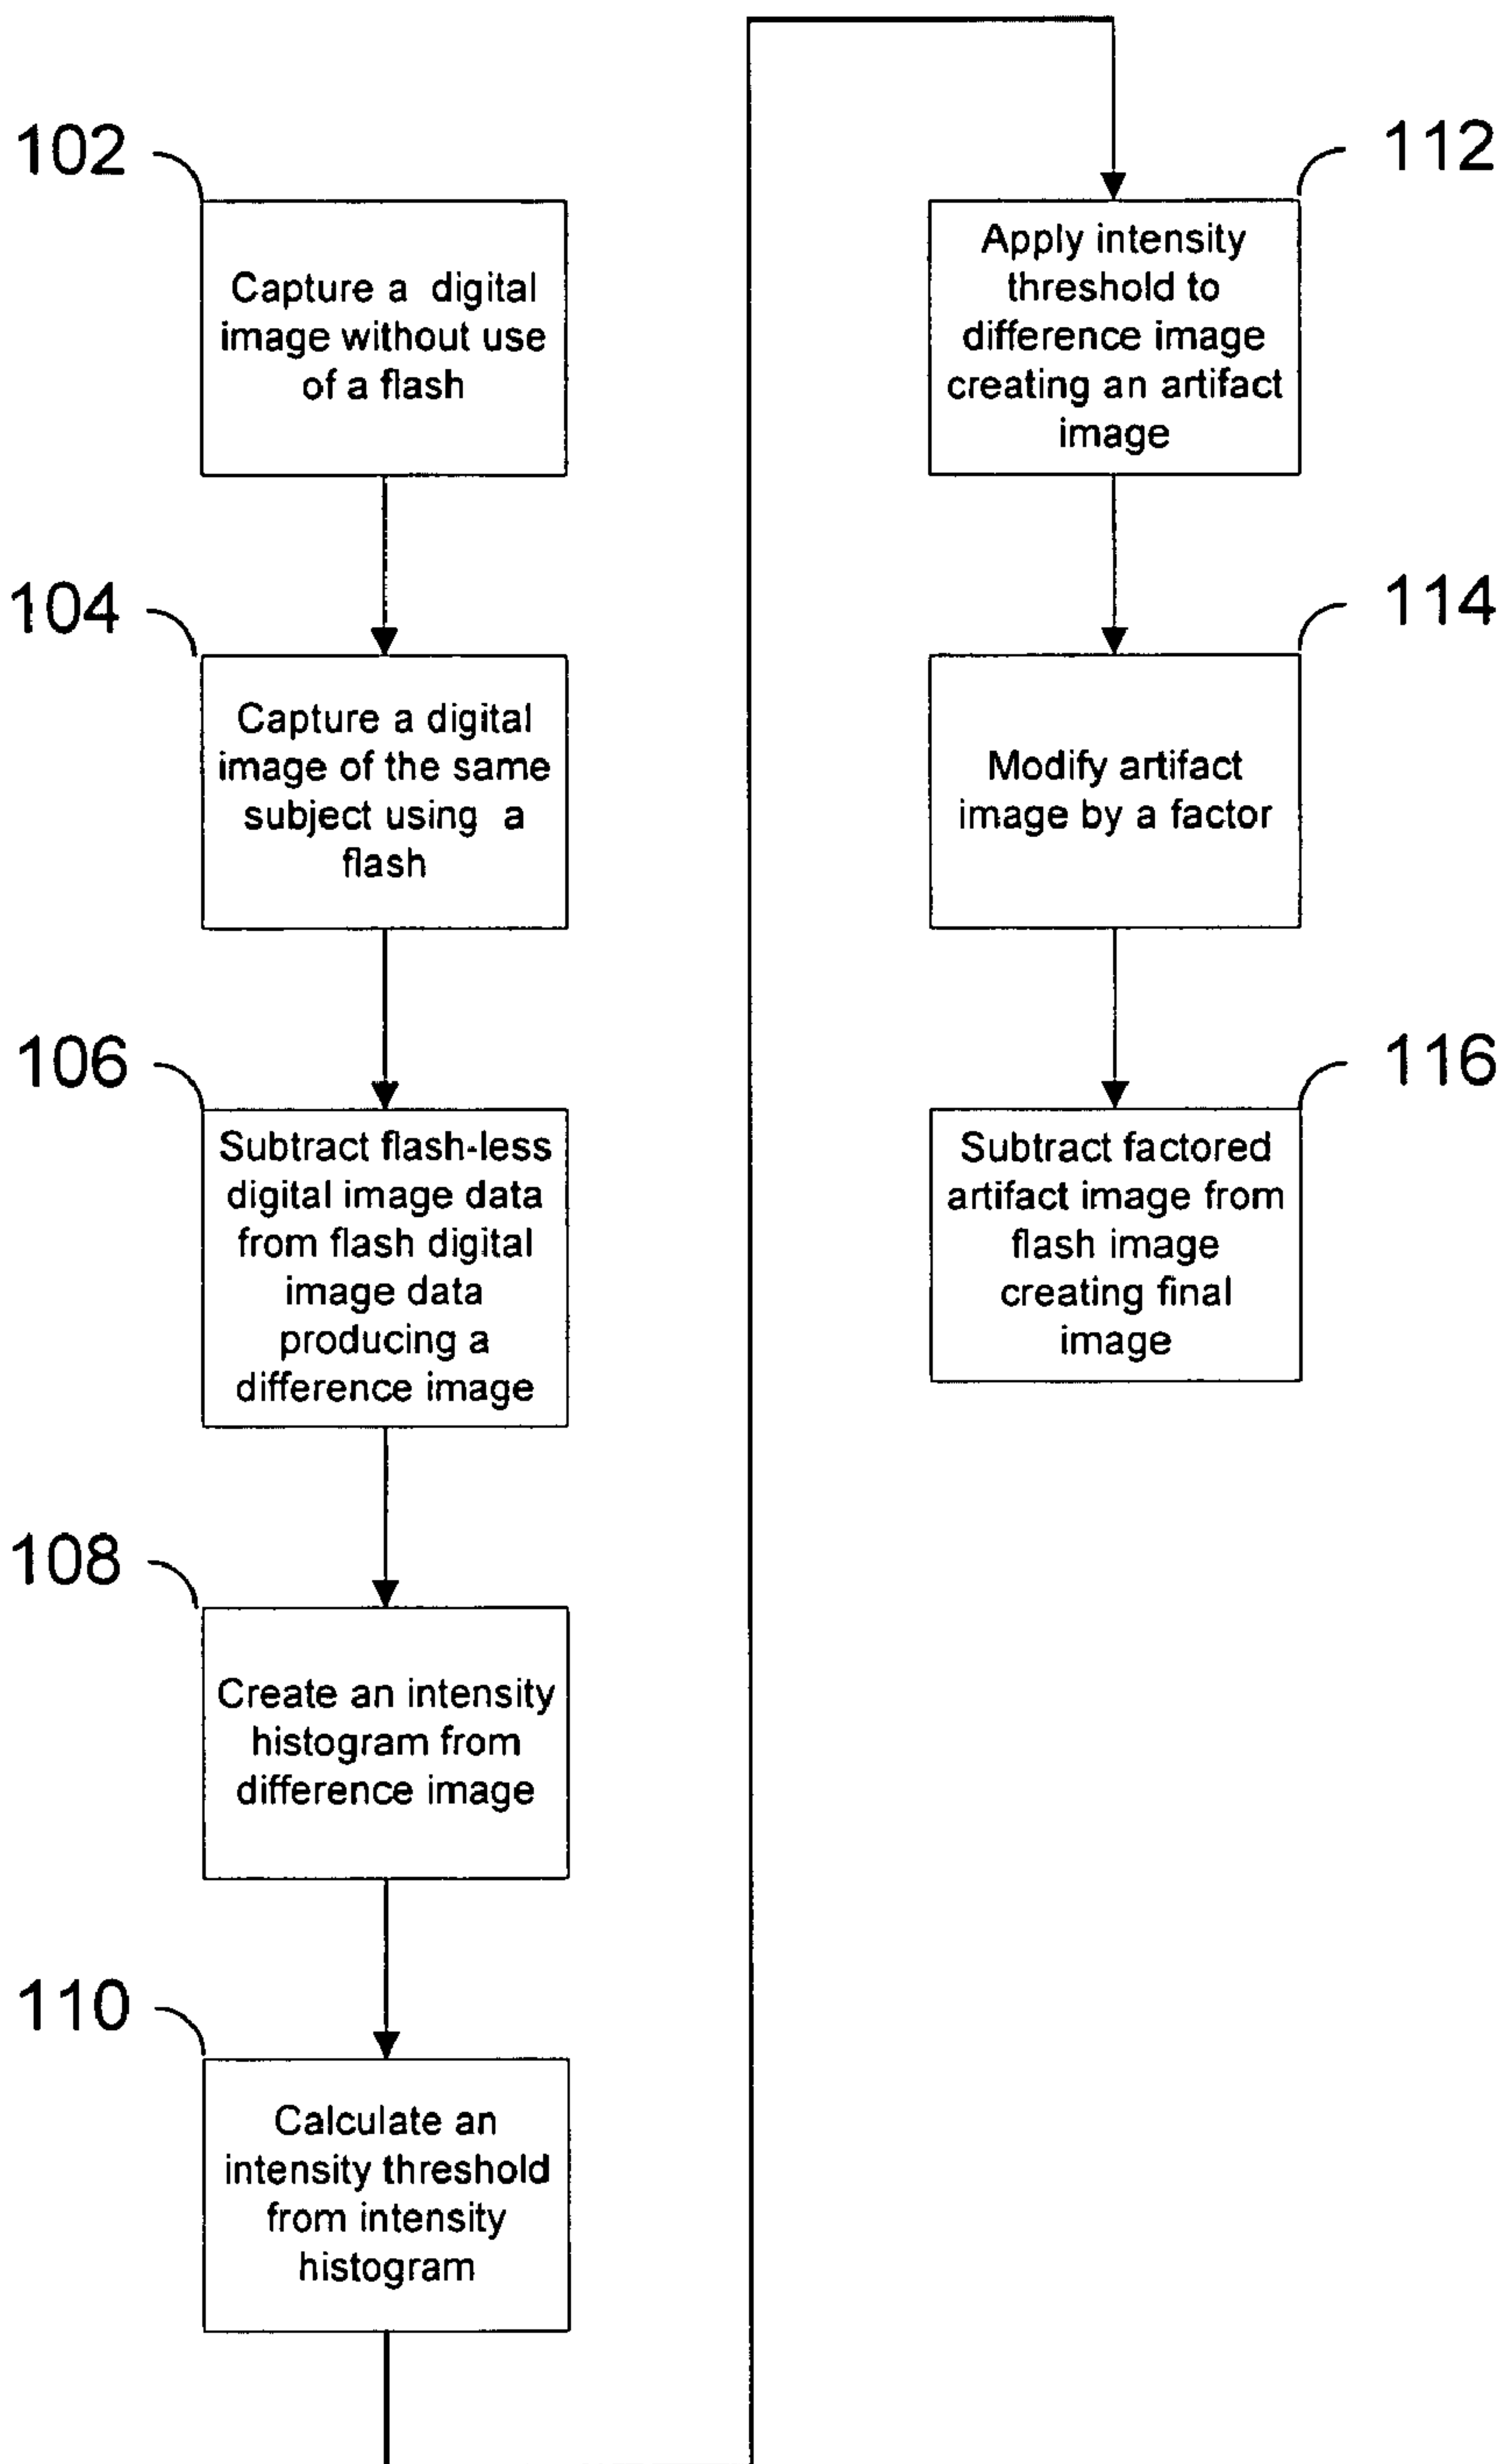 102
Capture a digital
image without use
of a flash
104
Capture a digital
image of the same
subject using a
flash
106
Subtract flash-less
digital image data
from flash digital
image data
producing a
difference image
108
Create an intensity
histogram from
difference image
110
Calculate an
intensity threshold
from intensity
histogram
112
Apply intensity
threshold to
difference image
creating an artifact
image
114
Modify artifact
image by a factor
116
Subtract factored
artifact image from
flash image
creating final
image